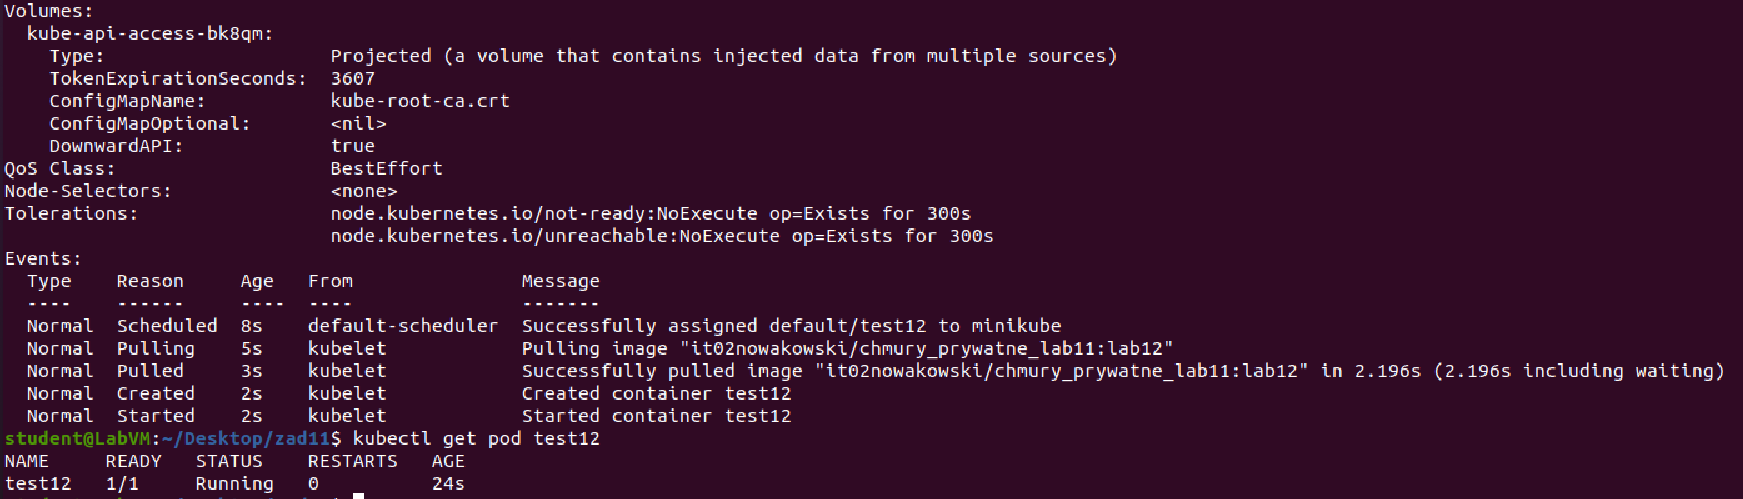 Volumes:
kube-api-access-bk8qm:
Type: Projected (a volume that contains injected data from multiple sources)
TokenExpirationSeconds: 3607
ConfigMapName: kube-root-ca.crt
ConfigMapOptional: <nil>
DownwardAPI: true
QoS Class: BestEffort
Node-Selectors: <none>
Tolerations: node.kubernetes.io/not-ready:NoExecute op=Exists for 300s
node.kubernetes.io/unreachable:NoExecute op=Exists for 300s
Events:
Type Reason Age From Message
---- ------ ---- ---- -------
Normal Scheduled 8s default-scheduler Successfully assigned default/test12 to minikube
Normal Pulling 5s kubelet Pulling image "it02nowakowski/chmury_prywatne_lab11:lab12"
Normal Pulled 3s kubelet Successfully pulled image "it02nowakowski/chmury_prywatne_lab11:lab12" in 2.196s (2.196s including waiting)
Normal Created 2s kubelet Created container test12
Normal Started 2s kubelet Started container test12
student@LabVM:~/Desktop/zad11$ kubectl get pod test12
NAME READY STATUS RESTARTS AGE
test12 1/1 Running 0 24s